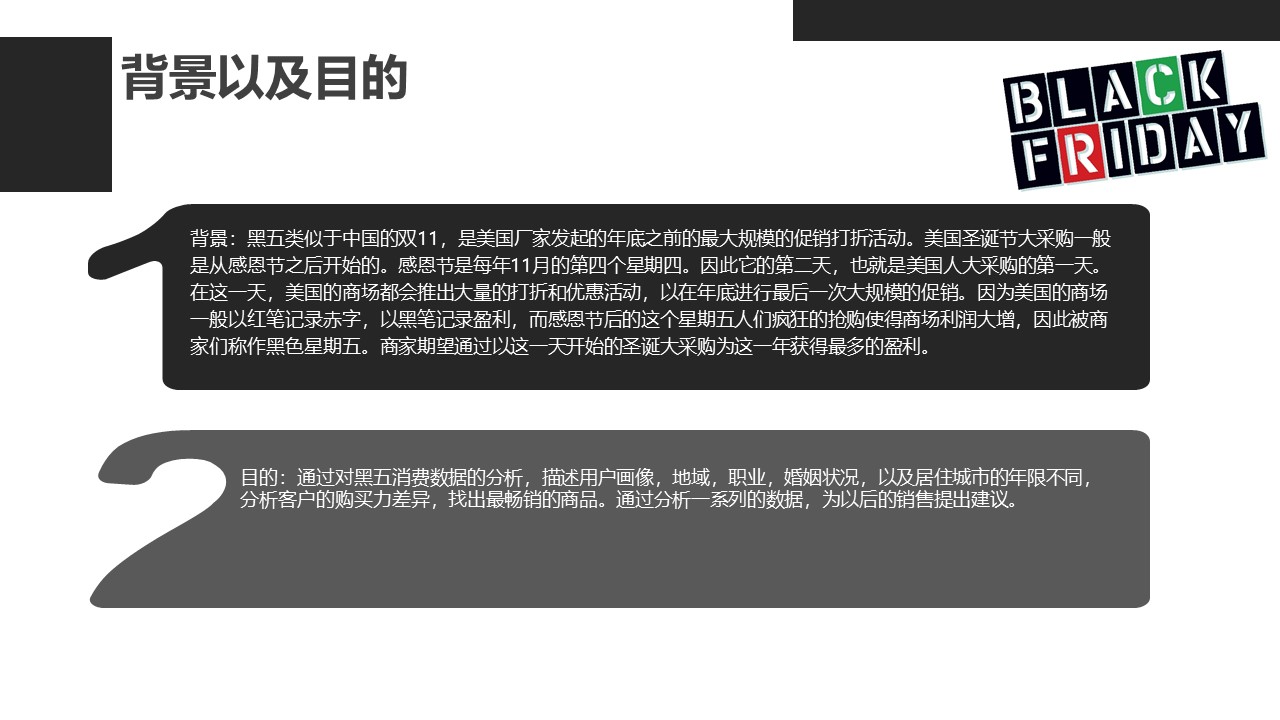 背景以及目的
BLACK
FRIDAY
1
背景：黑五类似于中国的双11，是美国厂家发起的年底之前的最大规模的促销打折活动。美国圣诞节大采购一般
是从感恩节之后开始的。感恩节是每年11月的第四个星期四。因此它的第二天，也就是美国人大采购的第一天。
在这一天，美国的商场都会推出大量的打折和优惠活动，以在年底进行最后一次大规模的促销。因为美国的商场
一般以红笔记录赤字，以黑笔记录盈利，而感恩节后的这个星期五人们疯狂的抢购使得商场利润大增，因此被商
家们称作黑色星期五。商家期望通过以这一天开始的圣诞大采购为这一年获得最多的盈利。
2
目的：通过对黑五消费数据的分析，描述用户画像，地域，职业，婚姻状况，以及居住城市的年限不同，
分析客户的购买力差异，找出最畅销的商品。通过分析一系列的数据，为以后的销售提出建议。